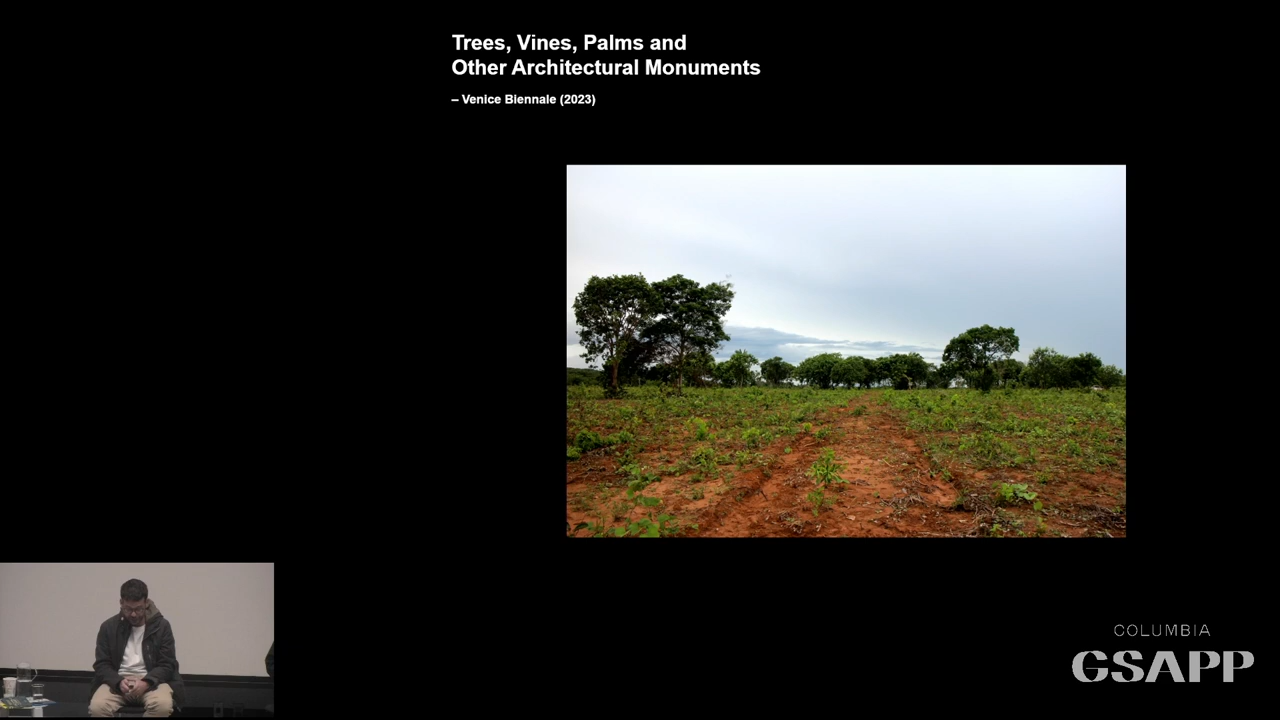 Trees, Vines, Palms and
Other Architectural Monuments
– Venice Biennale (2023)
COLUMBIA
GSAPP